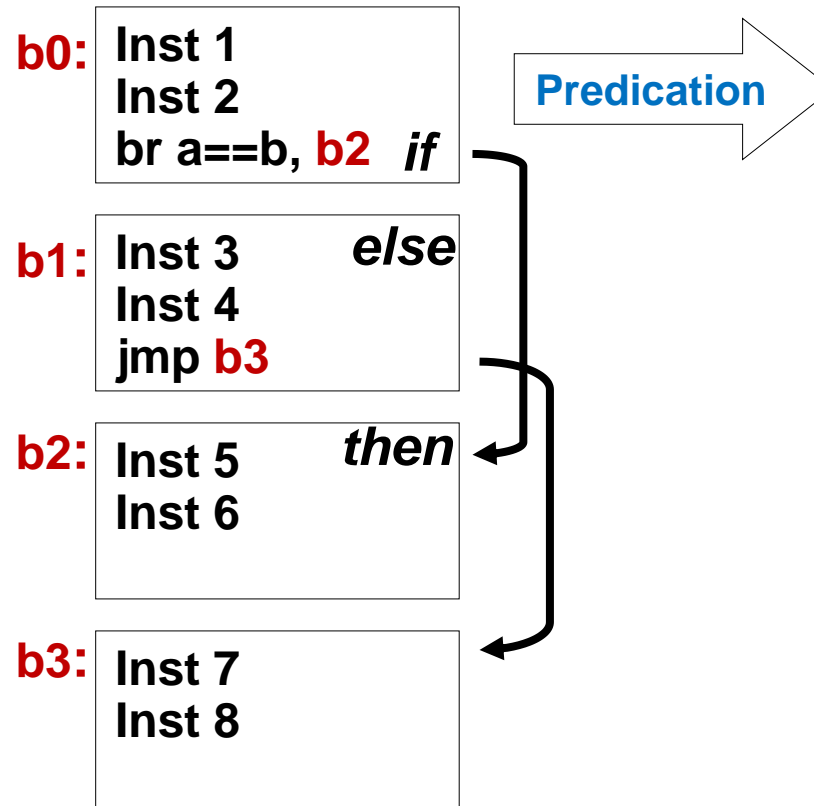 b0: Inst 1
Inst 2
br a==b, b2 if
Predication
b1: Inst 3 else
Inst 4
jmp b3
b2: Inst 5 then
Inst 6
b3: Inst 7
Inst 8